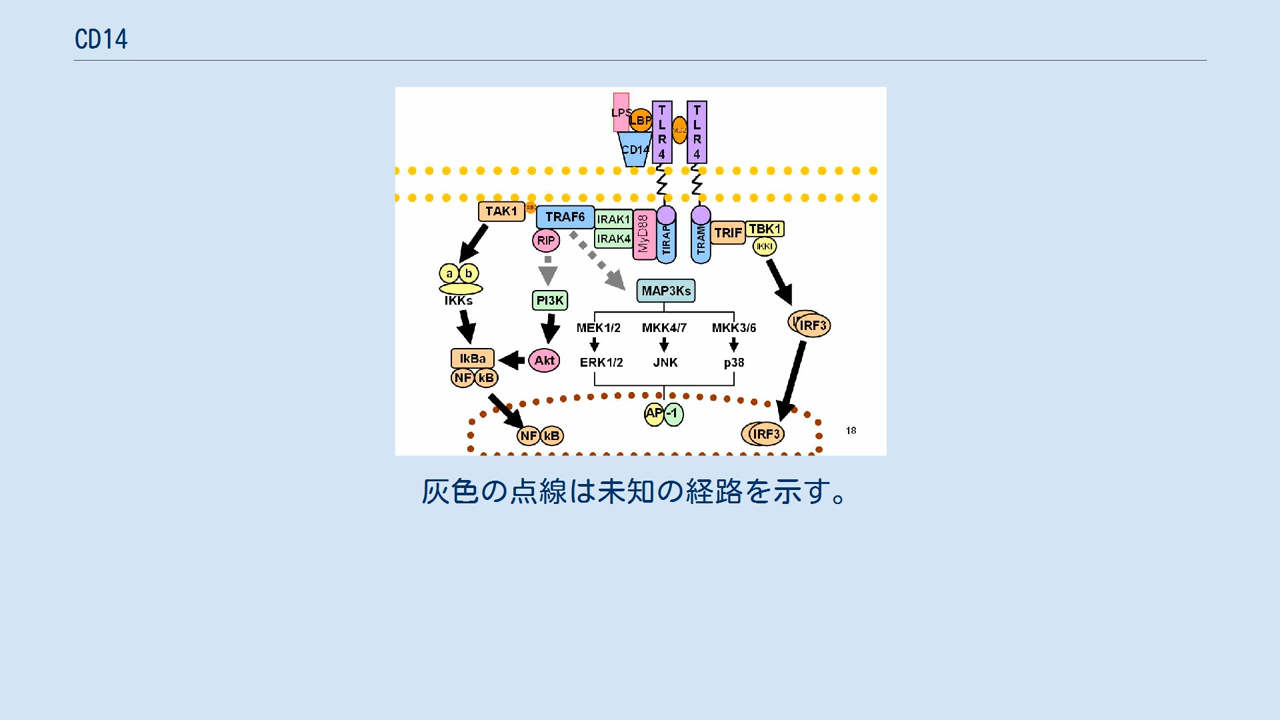 CD14
LPS
LBP
CD14
TLR4
TLR4
TAK1
TRAF6
IRAK1
IRAK4
MyD88
TIRAP
TRAM
TRIF
TBK1
IKKi
RIP
a b
IKKs
PI3K
MAP3Ks
MEK1/2
MKK4/7
MKK3/6
IRF3
IkBa
NF kB
Akt
ERK1/2
JNK
p38
AP -1
NF kB
IRF3
18
灰色の点線は未知の経路を示す。